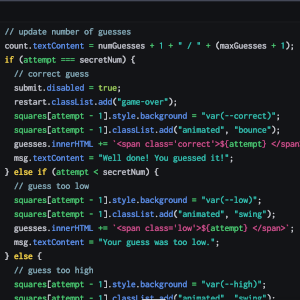 // update number of guesses
count.textContent = numGuesses + 1 + " / " + (maxGuesses + 1);
if (attempt === secretNum) {
// correct guess
submit.disabled = true;
restart.classList.add("game-over");
squares[attempt - 1].style.background = "var(--correct)";
squares[attempt - 1].classList.add("animated", "bounce");
guesses.innerHTML += `<span class='correct'>${attempt} </span>
msg.textContent = "Well done! You guessed it!";
} else if (attempt < secretNum) {
// guess too low
squares[attempt - 1].style.background = "var(--low)";
squares[attempt - 1].classList.add("animated", "swing");
guesses.innerHTML += `<span class='low'>${attempt} </span>`;
msg.textContent = "Your guess was too low.";
} else {
// guess too high
squares[attempt - 1].style.background = "var(--high)";
squares[attempt - 1].classList.add("animated", "swing");